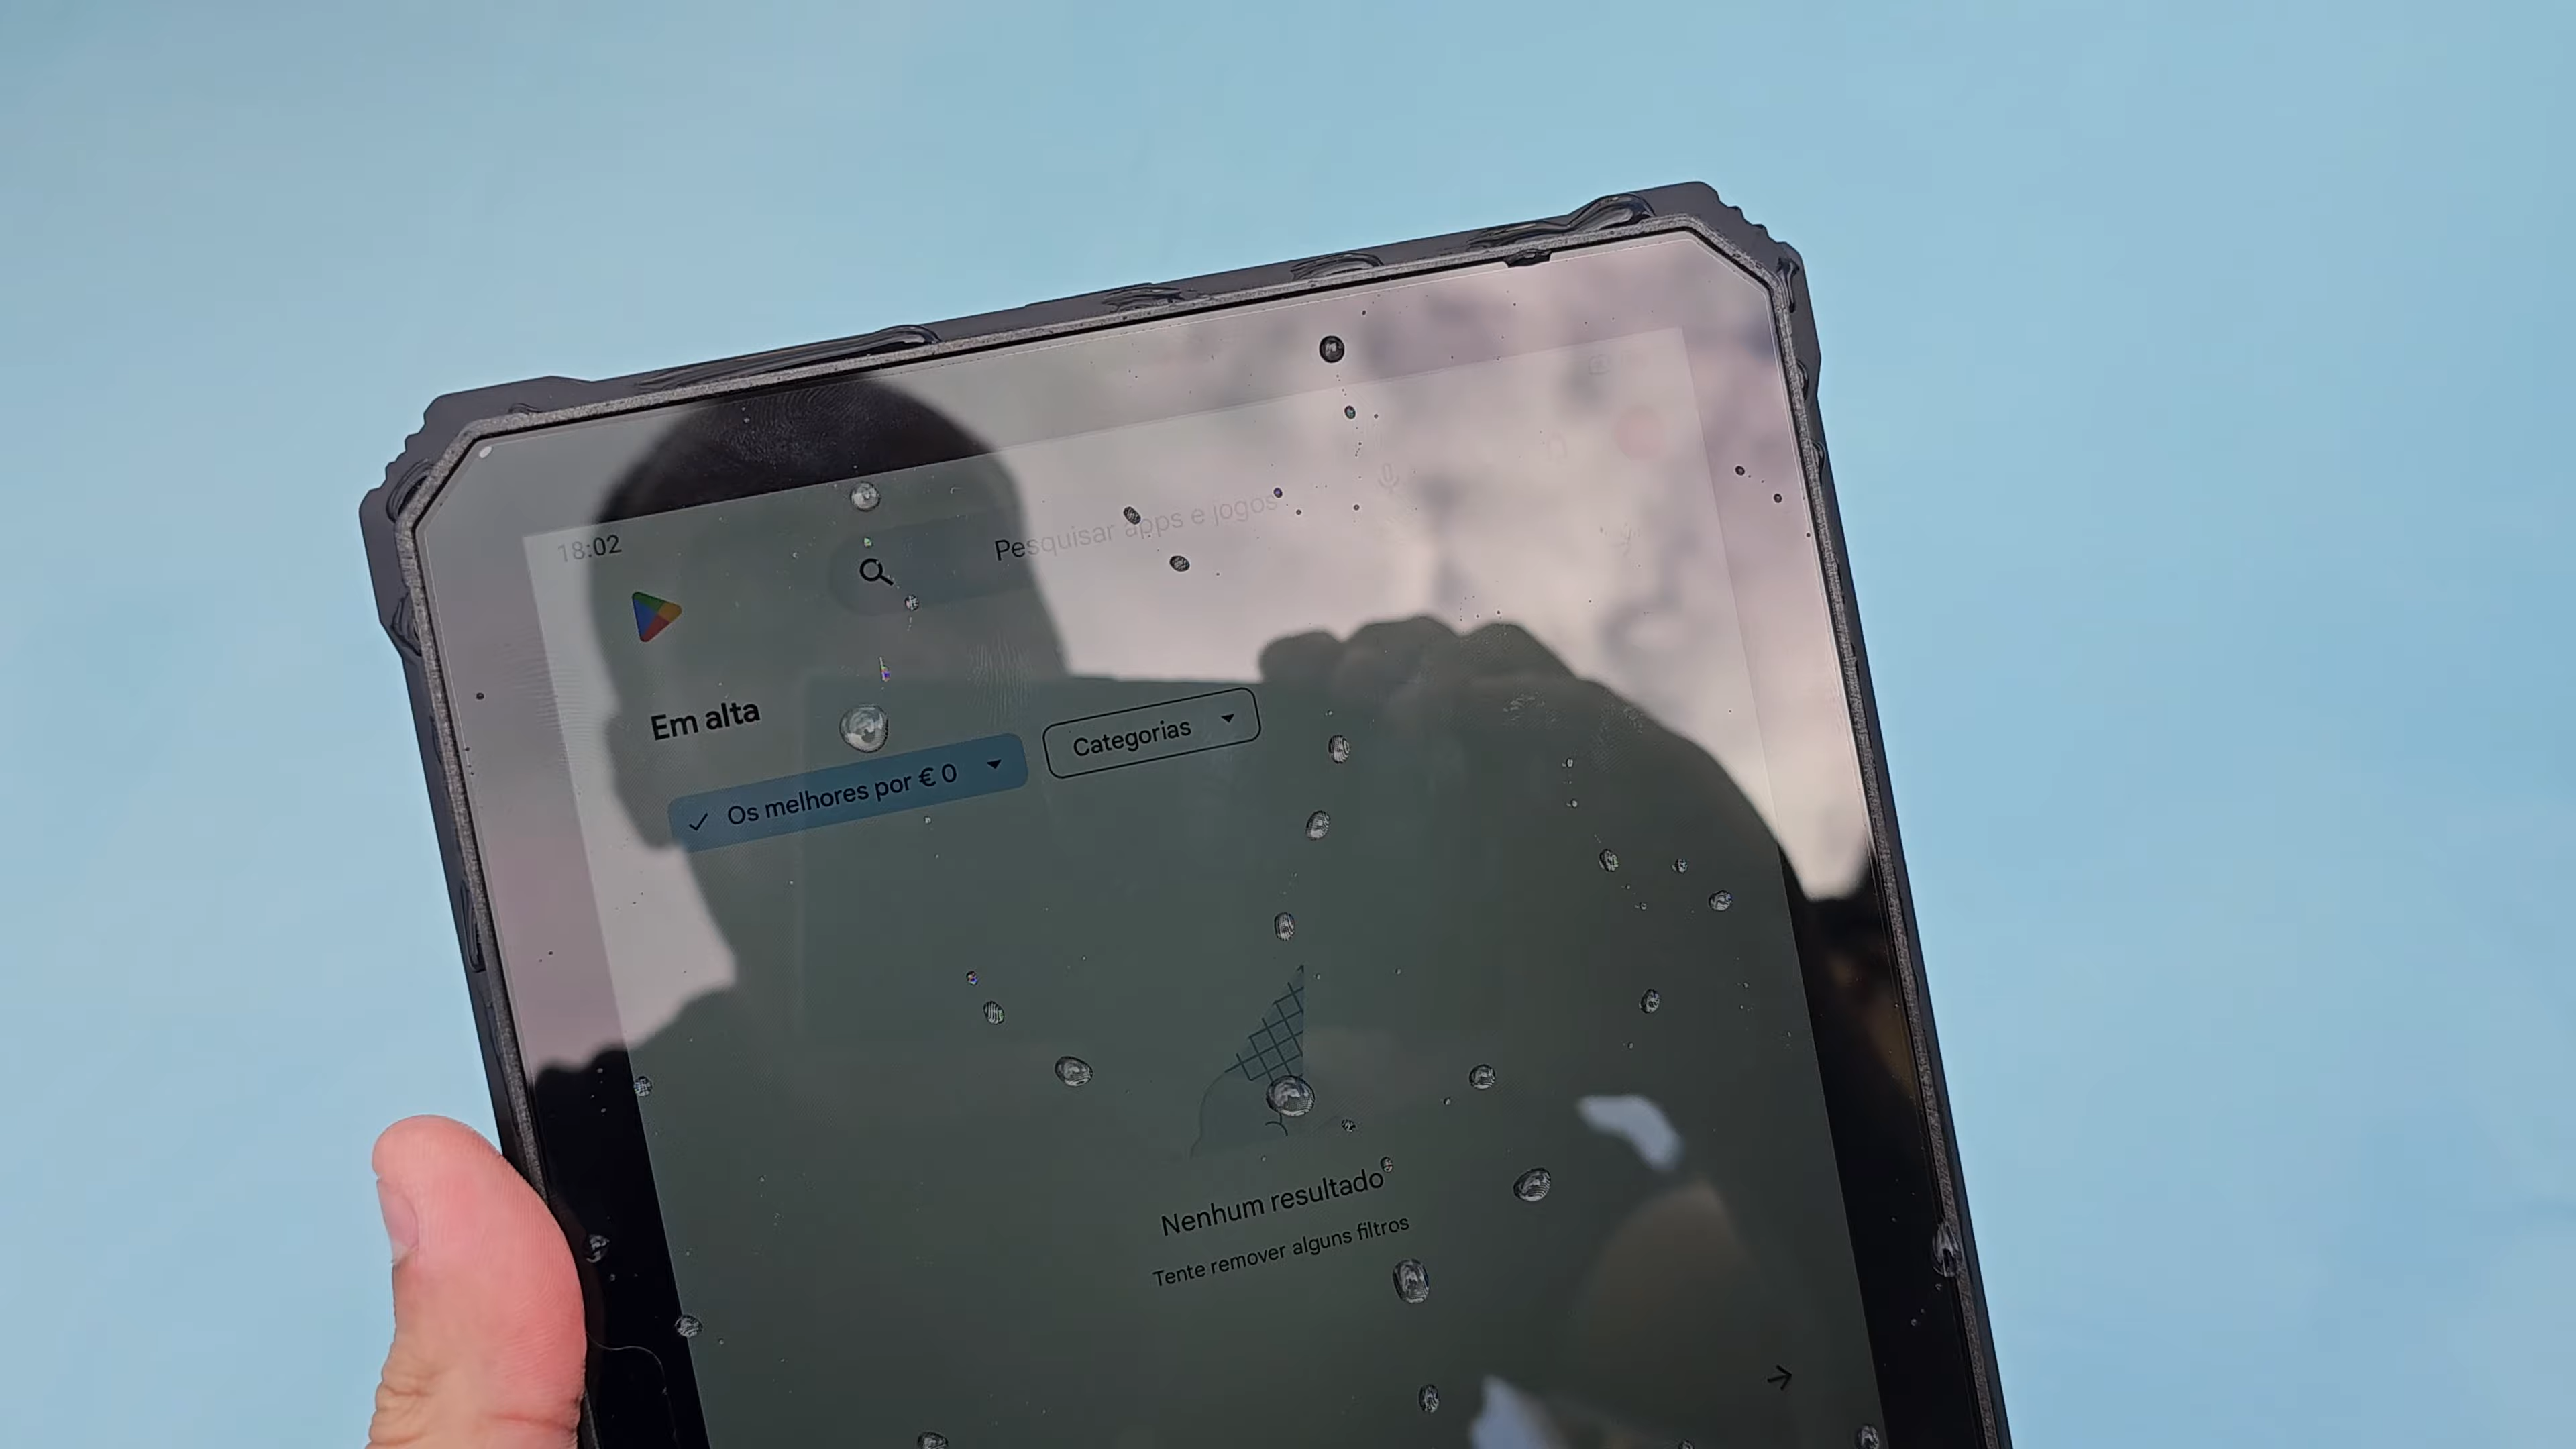 18:02
Pesquisar apps e jogos
Em alta
Os melhores por € 0
Categorias
Nenhum resultado
Tente remover alguns filtros